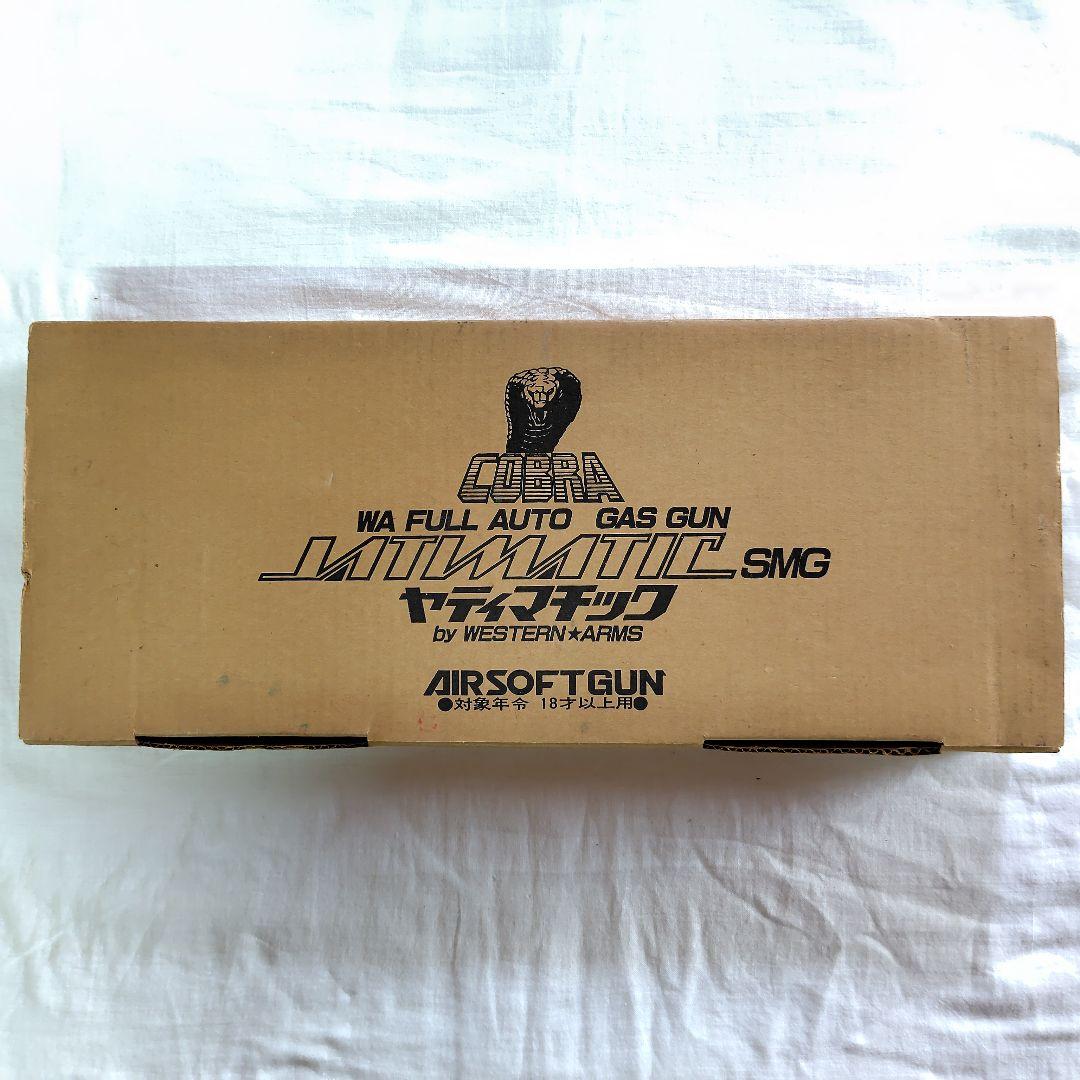 COBRA
WA FULL AUTO GAS GUN
JATIMATIC SMG
ヤティマチック
by WESTERN★ARMS
AIRSOFTGUN
●対象年令 18才以上用●